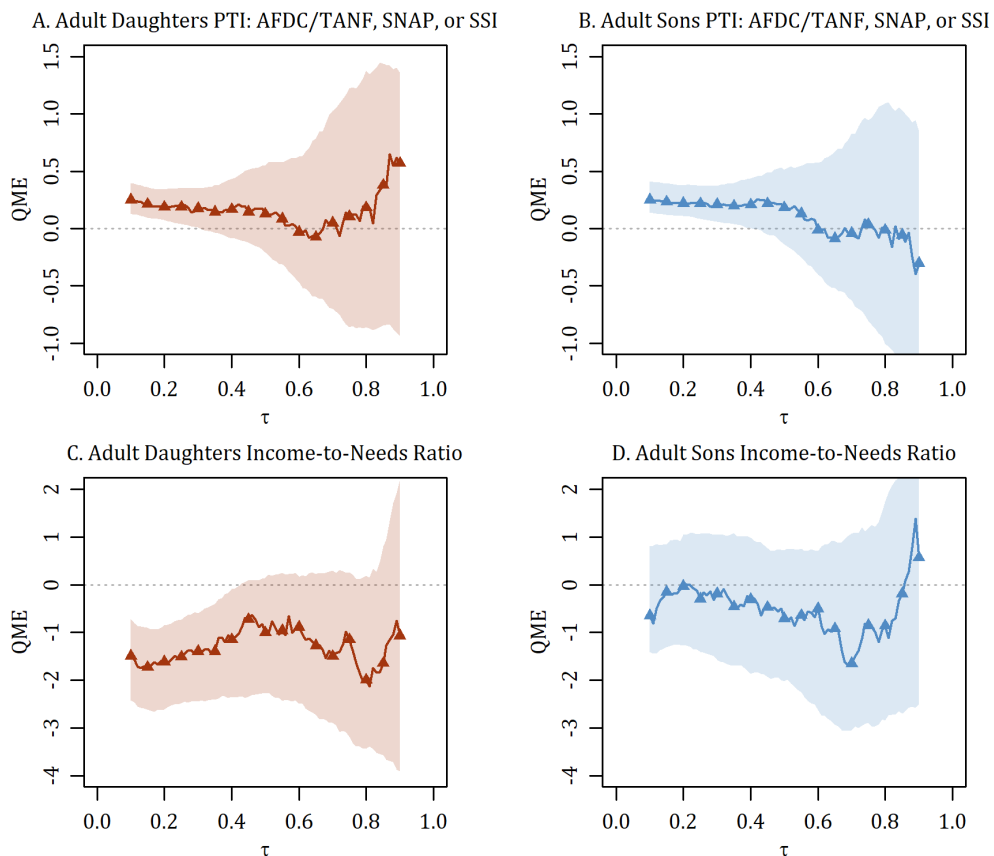 A. Adult Daughters PTI: AFDC/TANF, SNAP, or SSI
QME
1.5
1.0
0.5
0.0
-0.5
-1.0
0.0 0.2 0.4 0.6 0.8 1.0
τ
B. Adult Sons PTI: AFDC/TANF, SNAP, or SSI
QME
1.5
1.0
0.5
0.0
-0.5
-1.0
0.0 0.2 0.4 0.6 0.8 1.0
τ
C. Adult Daughters Income-to-Needs Ratio
QME
2
1
0
-1
-2
-3
-4
0.0 0.2 0.4 0.6 0.8 1.0
τ
D. Adult Sons Income-to-Needs Ratio
QME
2
1
0
-1
-2
-3
-4
0.0 0.2 0.4 0.6 0.8 1.0
τ